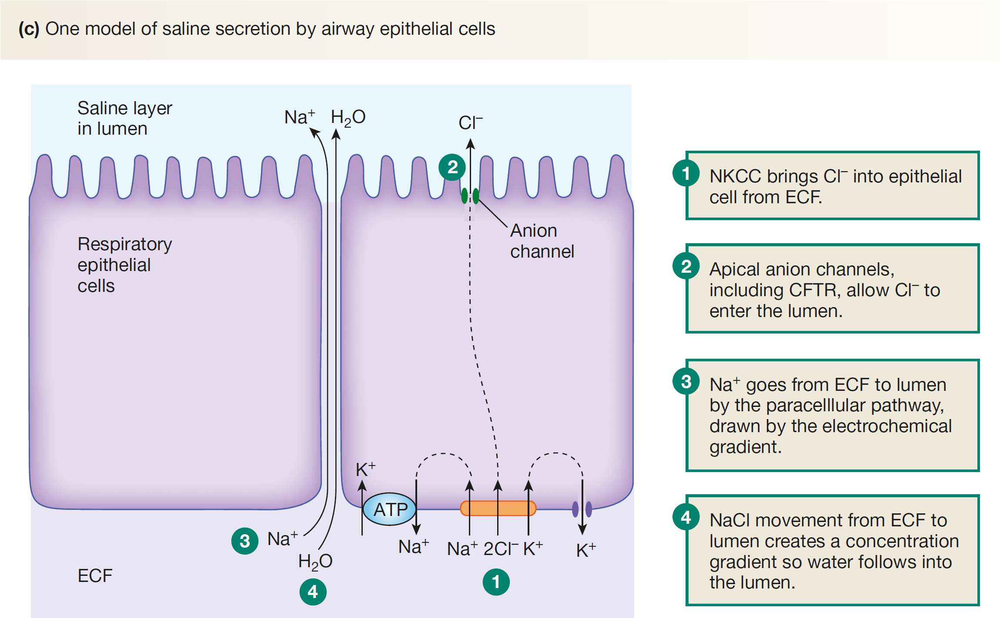 (c) One model of saline secretion by airway epithelial cells
Saline layer
in lumen
Na⁺
H₂O
Cl⁻
2
Anion
channel
Respiratory
epithelial
cells
K⁺
ATP
3
Na⁺
H₂O
4
Na⁺
Na⁺ 2Cl⁻ K⁺
K⁺
1
ECF
1
NKCC brings Cl⁻ into epithelial
cell from ECF.
2
Apical anion channels,
including CFTR, allow Cl⁻ to
enter the lumen.
3
Na⁺ goes from ECF to lumen
by the paracelllular pathway,
drawn by the electrochemical
gradient.
4
NaCl movement from ECF to
lumen creates a concentration
gradient so water follows into
the lumen.